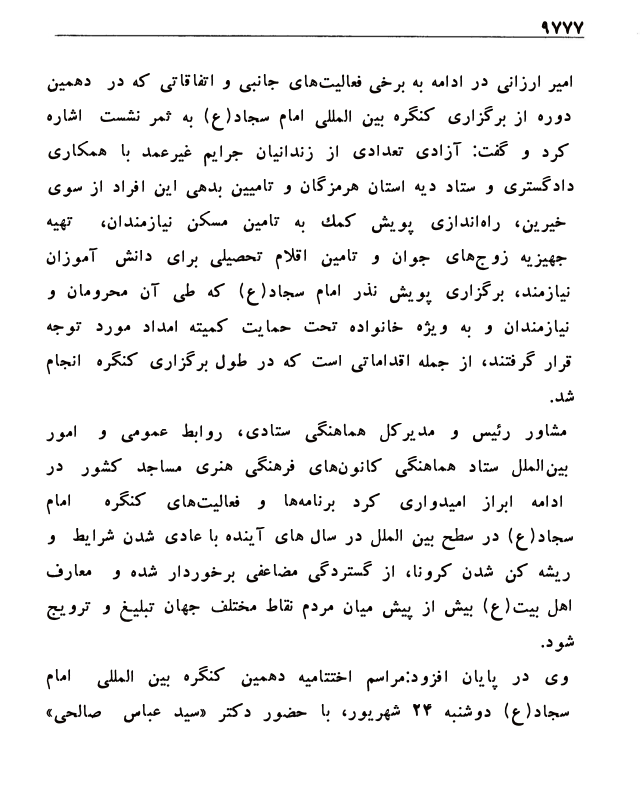 ۹۷۷۷
امیر ارزانی در ادامه به برخی فعالیت‌های جانبی و اتفاقاتی که در دهمین
دوره از برگزاری کنگره بین المللی امام سجاد(ع) به ثمر نشست اشاره
کرد و گفت: آزادی تعدادی از زندانیان جرایم غیرعمد با همکاری
دادگستری و ستاد دیه استان هرمزگان و تامیین بدهی این افراد از سوی
خیرین، راه‌اندازی پویش کمك به تامین مسکن نیازمندان، تهیه
جهیزیه زوج‌های جوان و تامین اقلام تحصیلی برای دانش آموزان
نیازمند، برگزاری پویش نذر امام سجاد(ع) که طی آن محرومان و
نیازمندان و به ویژه خانواده تحت حمایت کمیته امداد مورد توجه
قرار گرفتند، از جمله اقداماتی است که در طول برگزاری کنگره انجام
شد.
مشاور رئیس و مدیرکل هماهنگی ستادی، روابط عمومی و امور
بین‌الملل ستاد هماهنگی کانون‌های فرهنگی هنری مساجد کشور در
ادامه ابراز امیدواری کرد برنامه‌ها و فعالیت‌های کنگره امام
سجاد(ع) در سطح بین الملل در سال های آینده با عادی شدن شرایط و
ریشه کن شدن کرونا، از گستردگی مضاعفی برخوردار شده و معارف
اهل بیت(ع) بیش از پیش میان مردم نقاط مختلف جهان تبلیغ و ترویج
شود.
وی در پایان افزود:مراسم اختتامیه دهمین کنگره بین المللی امام
سجاد(ع) دوشنبه ۲۴ شهریور، با حضور دکتر «سید عباس صالحی»